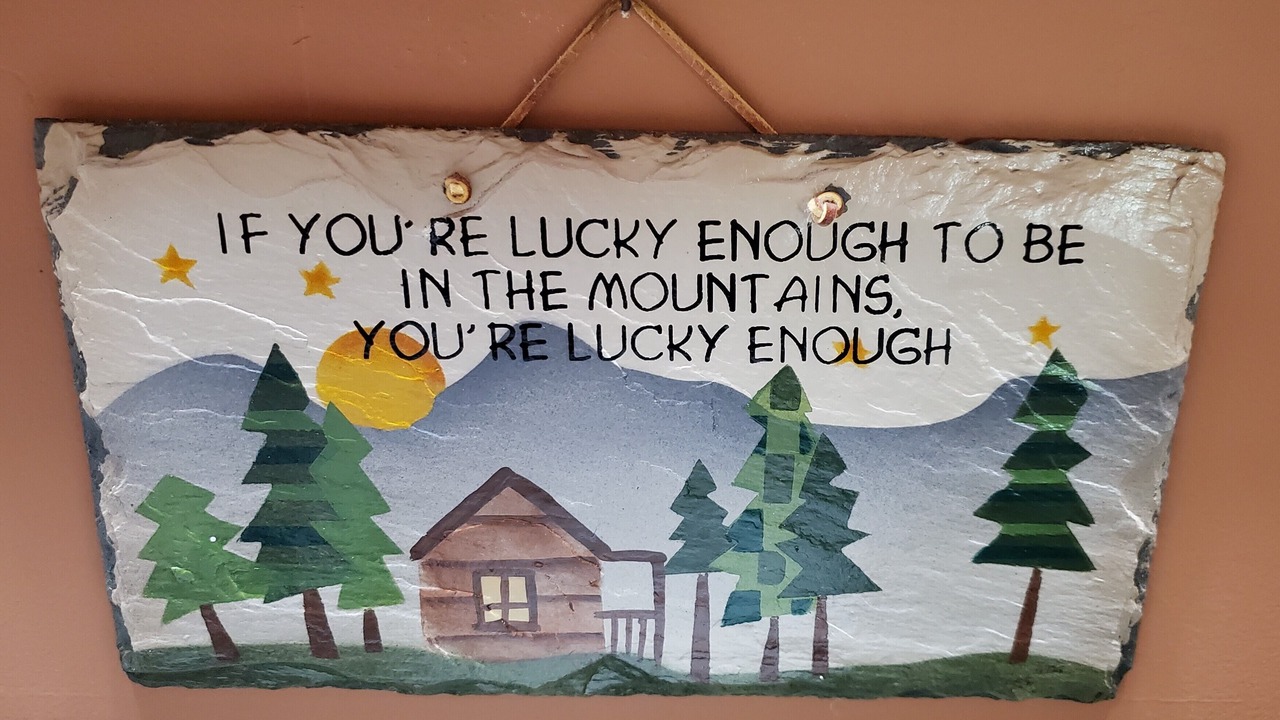 IF YOU'RE LUCKY ENOUGH TO BE
IN THE MOUNTAINS,
YOU'RE LUCKY ENOUGH